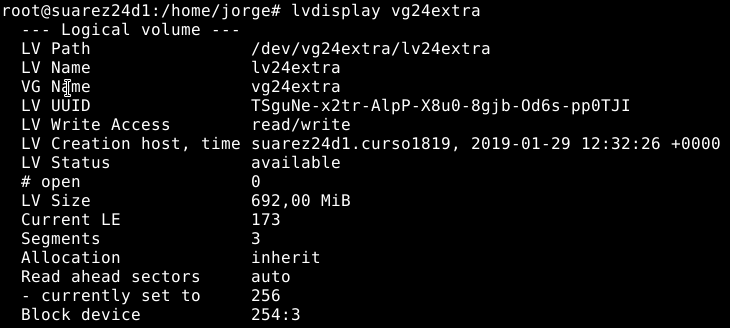 root@suarez24d1:/home/jorge# lvdisplay vg24extra
--- Logical volume ---
LV Path                /dev/vg24extra/lv24extra
LV Name                lv24extra
VG Name                vg24extra
LV UUID                TSguNe-x2tr-AlpP-X8u0-8gjb-Od6s-pp0TJI
LV Write Access        read/write
LV Creation host, time suarez24d1.curso1819, 2019-01-29 12:32:26 +0000
LV Status              available
# open                 0
LV Size                692,00 MiB
Current LE             173
Segments               3
Allocation             inherit
Read ahead sectors     auto
- currently set to     256
Block device           254:3